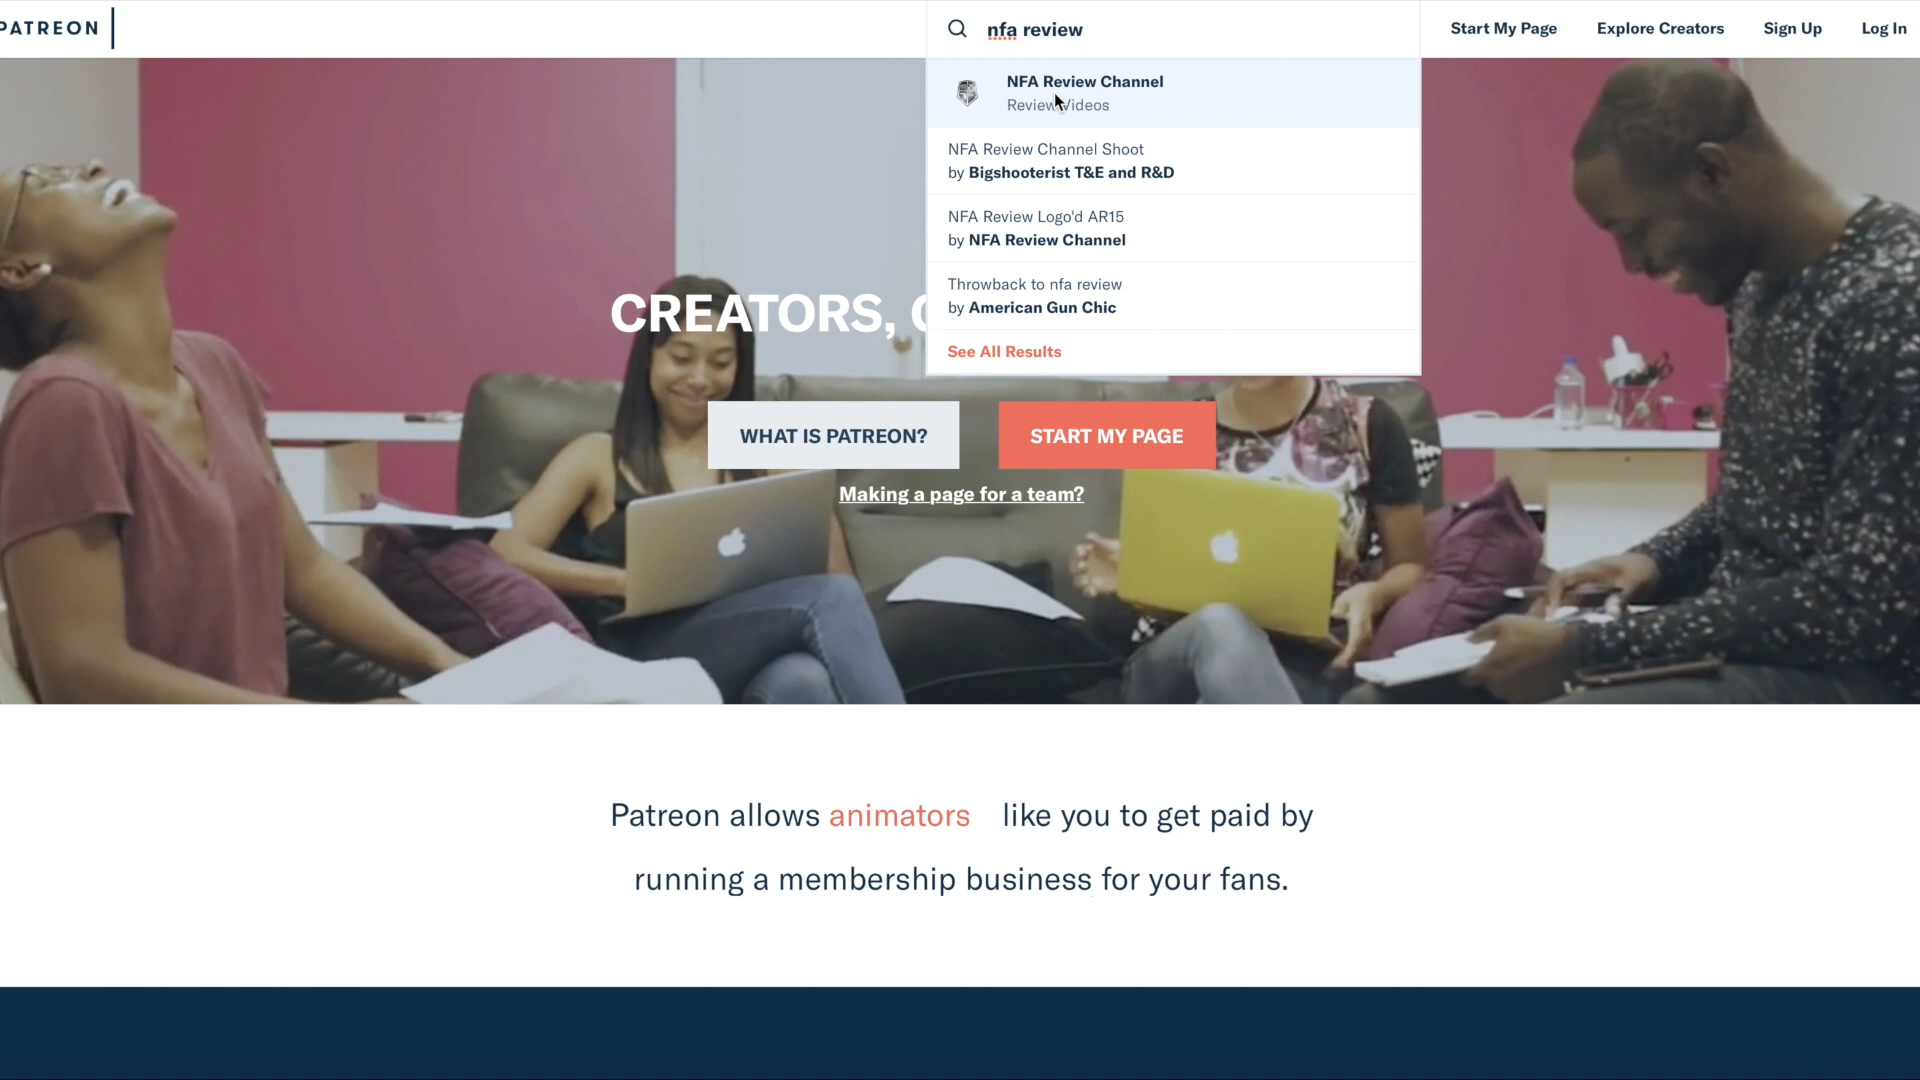 PATREON
nfa review
Start My Page
Explore Creators
Sign Up
Log In
NFA Review Channel
Review Videos
NFA Review Channel Shoot
by Bigshooterist T&E and R&D
NFA Review Logo'd AR15
by NFA Review Channel
Throwback to nfa review
by American Gun Chic
See All Results
CREATORS,
WHAT IS PATREON?
START MY PAGE
Making a page for a team?
Patreon allows animators like you to get paid by
running a membership business for your fans.